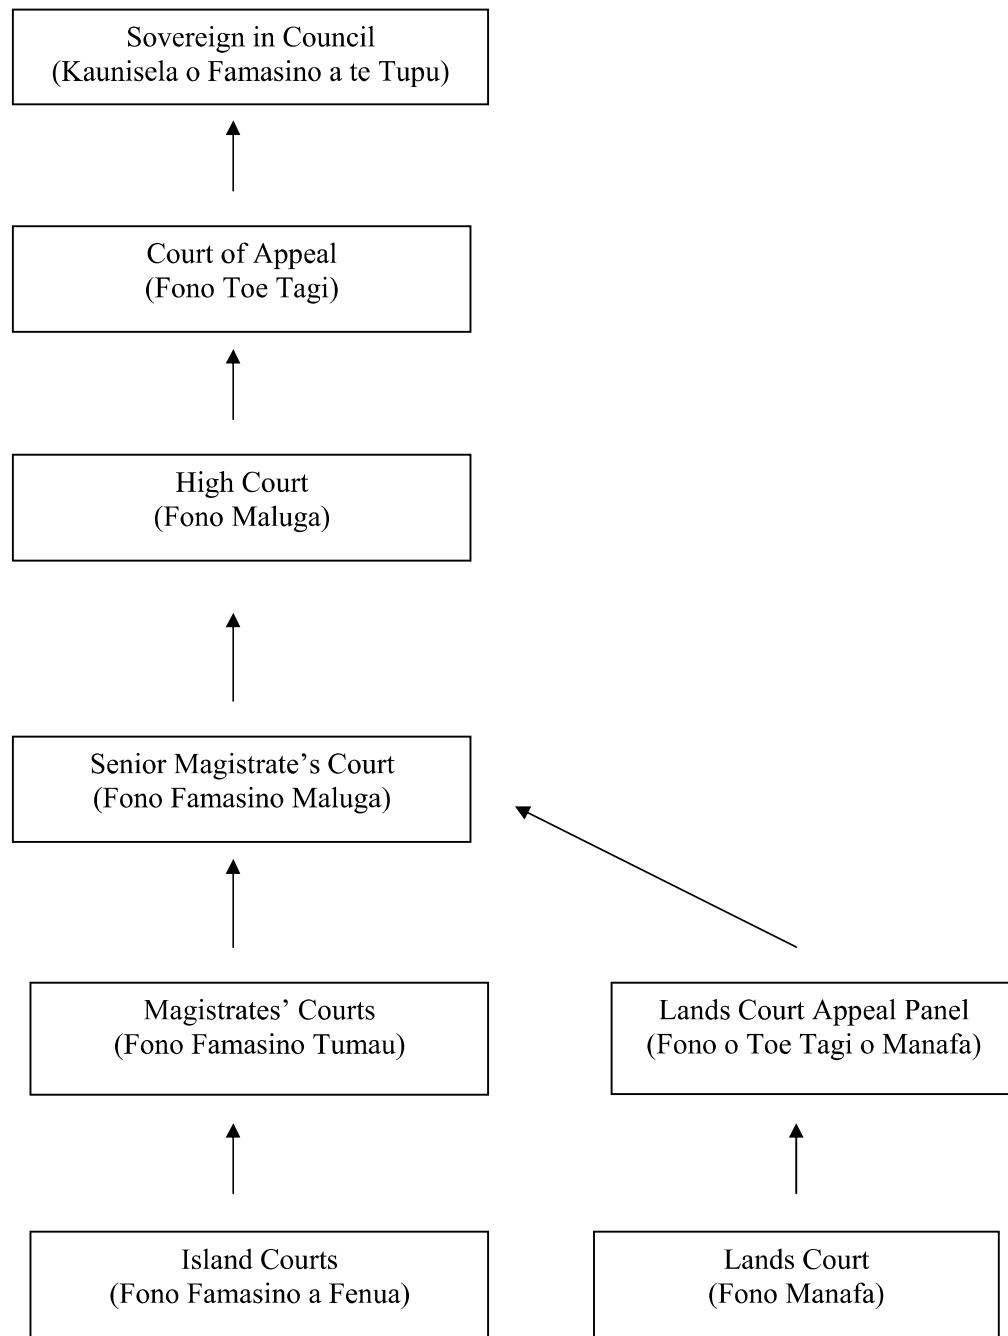 Sovereign in Council
(Kaunisela o Famasino a te Tupu)
Court of Appeal
(Fono Toe Tagi)
High Court
(Fono Maluga)
Senior Magistrate’s Court
(Fono Famasino Maluga)
Magistrates’ Courts
(Fono Famasino Tumau)
Lands Court Appeal Panel
(Fono o Toe Tagi o Manafa)
Island Courts
(Fono Famasino a Fenua)
Lands Court
(Fono Manafa)